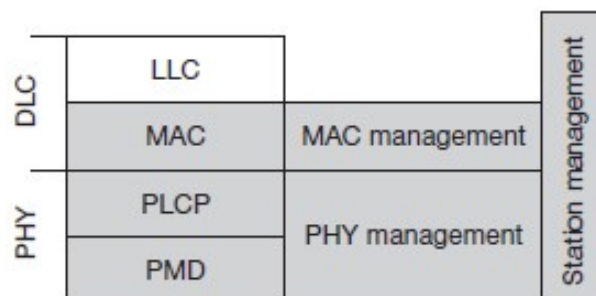 DLC
LLC
MAC
MAC management
PHY
PLCP
PHY management
PMD
Station management